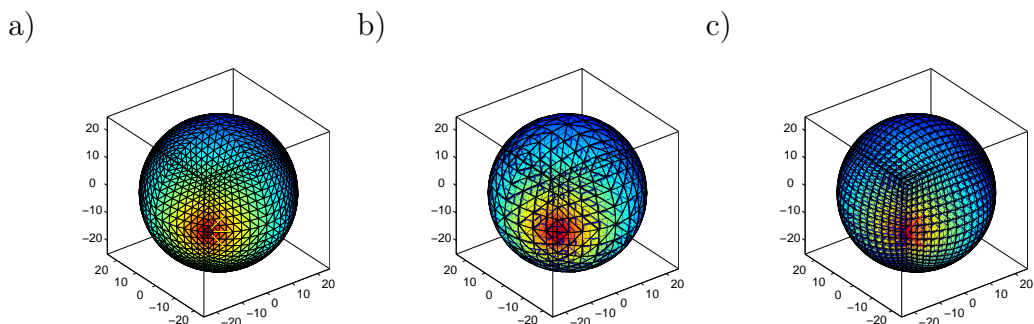 a) b) c)
20 20 20
10 10 10
0 0 0
−10 −10 −10
−20 −20 −20
20 20 20 20 20 20
10 10 10 10 10 10
0 0 0 0 0 0
−10 −10 −10 −10 −10 −10
−20 −20 −20 −20 −20 −20